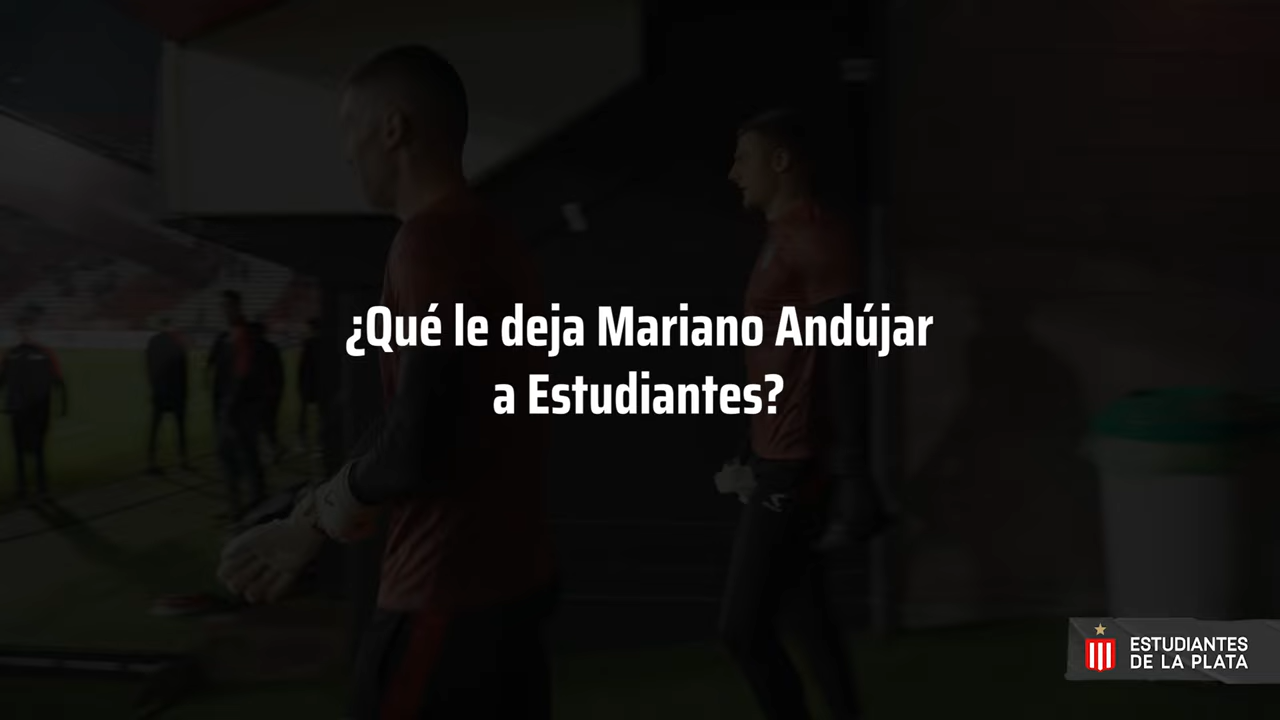 ¿Qué le deja Mariano Andújar
a Estudiantes?
ESTUDIANTES
DE LA PLATA